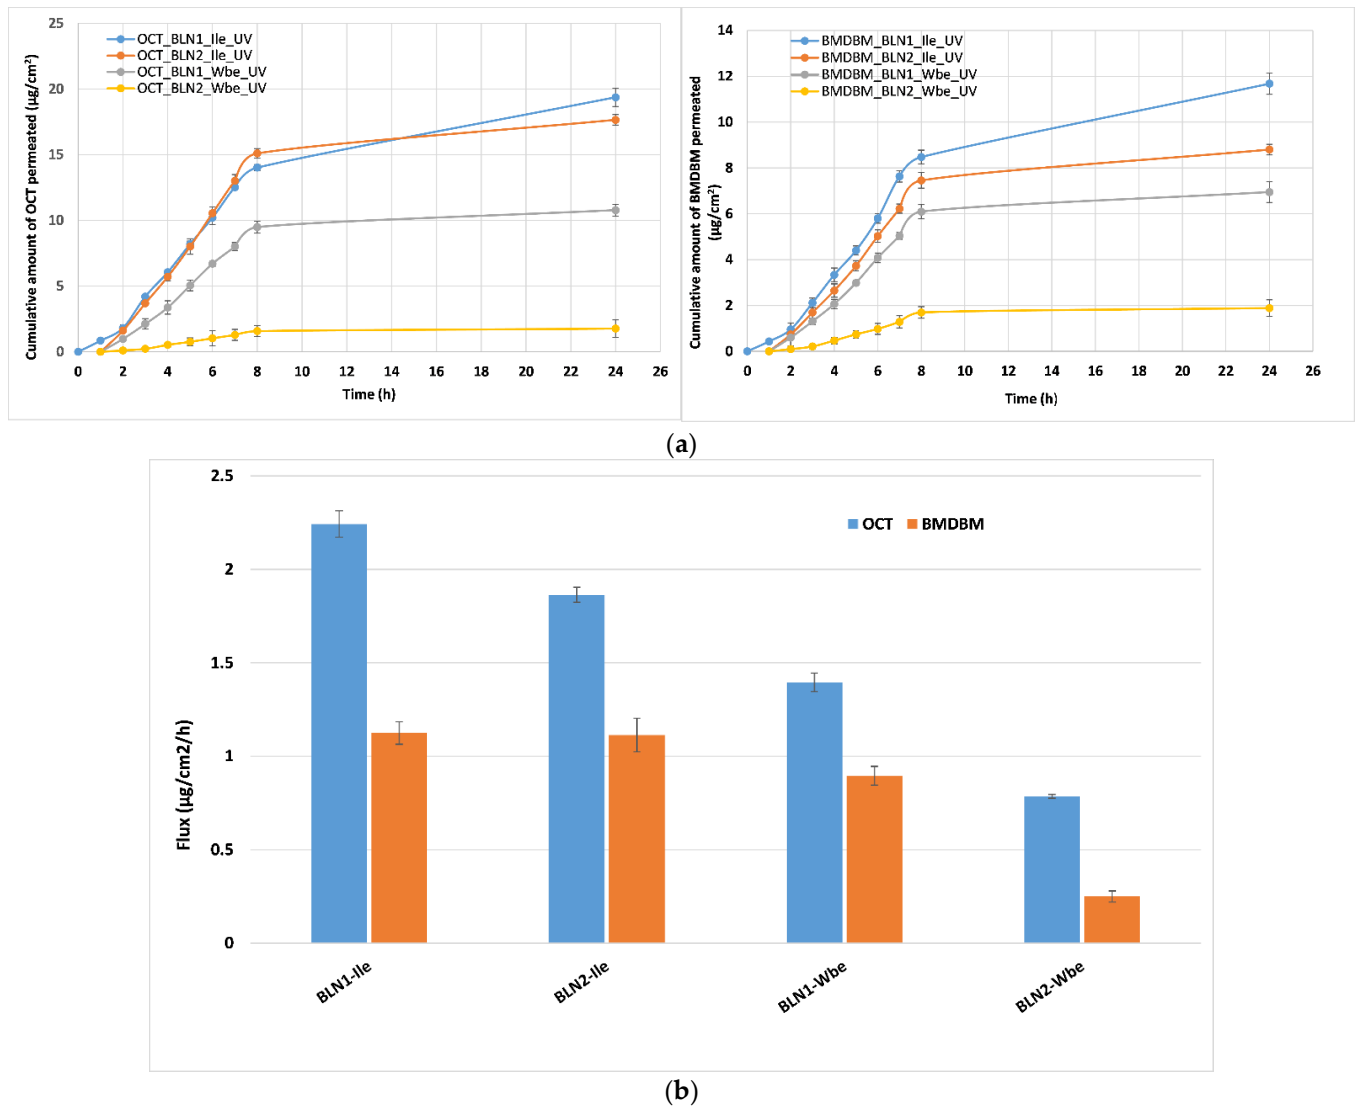 Cumulative amount of OCT permeated (µg/cm²)
25
20
15
10
5
0
OCT_BLN1_Ile_UV
OCT_BLN2_Ile_UV
OCT_BLN1_Wbe_UV
OCT_BLN2_Wbe_UV
0 2 4 6 8 10 12 14 16 18 20 22 24 26
Time (h)
Cumulative amount of BMDBM permeated
(µg/cm²)
14
12
10
8
6
4
2
0
BMDBM_BLN1_Ile_UV
BMDBM_BLN2_Ile_UV
BMDBM_BLN1_Wbe_UV
BMDBM_BLN2_Wbe_UV
0 2 4 6 8 10 12 14 16 18 20 22 24 26
Time (h)
(a)
Flux (µg/cm2/h)
2.5
2
1.5
1
0.5
0
OCT BMDBM
BLN1-Ile
BLN2-Ile
BLN1-Wbe
BLN2-Wbe
(b)